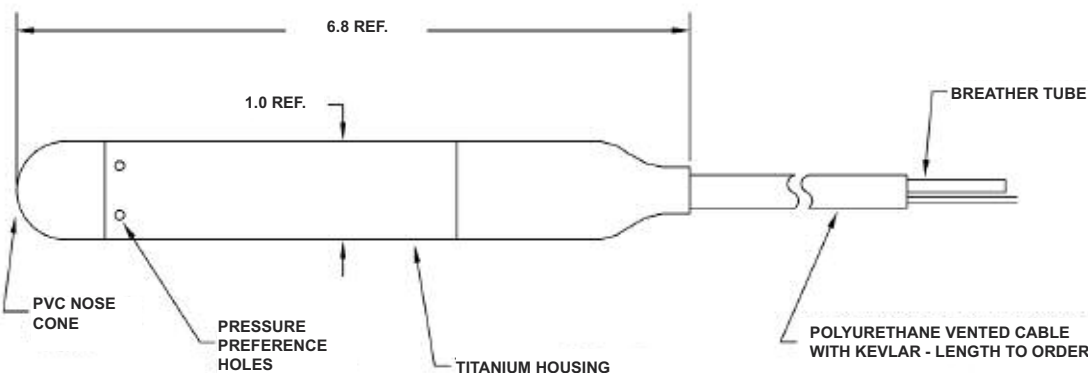 6.8 REF.
1.0 REF.
BREATHER TUBE
PVC NOSE
CONE
PRESSURE
PREFERENCE
HOLES
TITANIUM HOUSING
POLYURETHANE VENTED CABLE
WITH KEVLAR - LENGTH TO ORDER